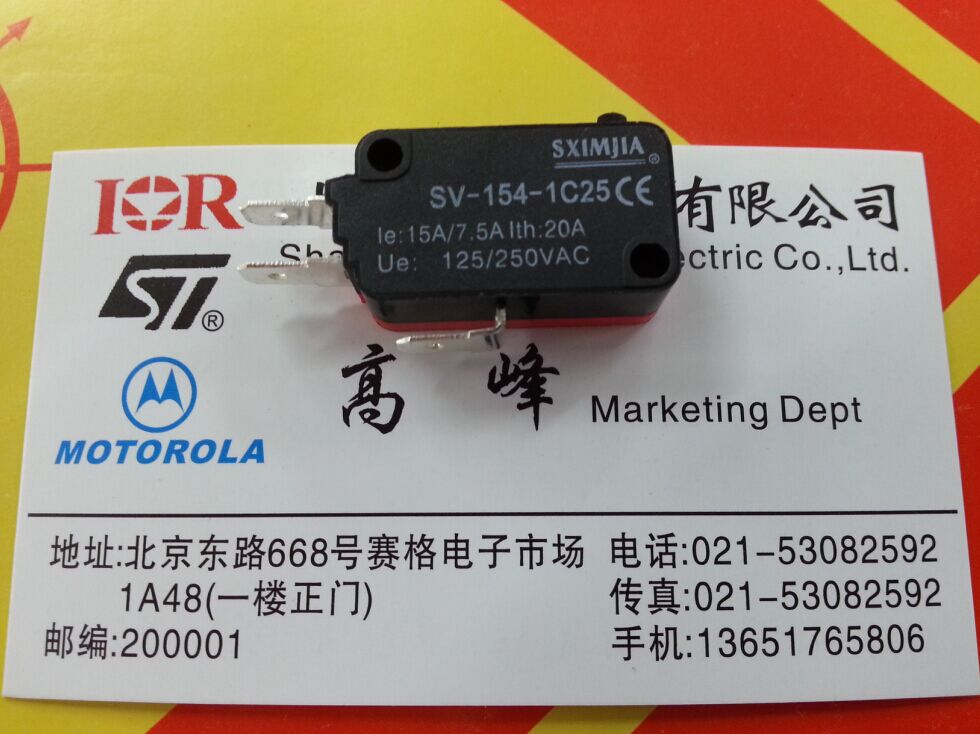 SXIMJIA®
SV-154-1C25 CE
Ie:15A/7.5A Ith:20A
Ue: 125/250VAC
IOR
有限公司
Sha
ectric Co.,Ltd.
ST®
MOTOROLA
高峰
Marketing Dept
地址:北京东路668号赛格电子市场
1A48(一楼正门)
邮编:200001
电话:021-53082592
传真:021-53082592
手机:13651765806